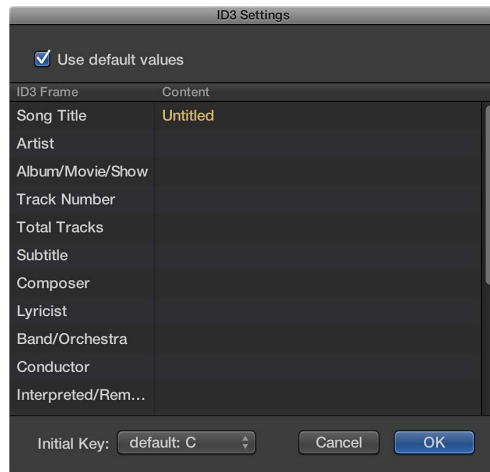 ID3 Settings
Use default values
ID3 Frame Content
Song Title Untitled
Artist
Album/Movie/Show
Track Number
Total Tracks
Subtitle
Composer
Lyricist
Band/Orchestra
Conductor
Interpreted/Rem...
Initial Key: default: C Cancel OK